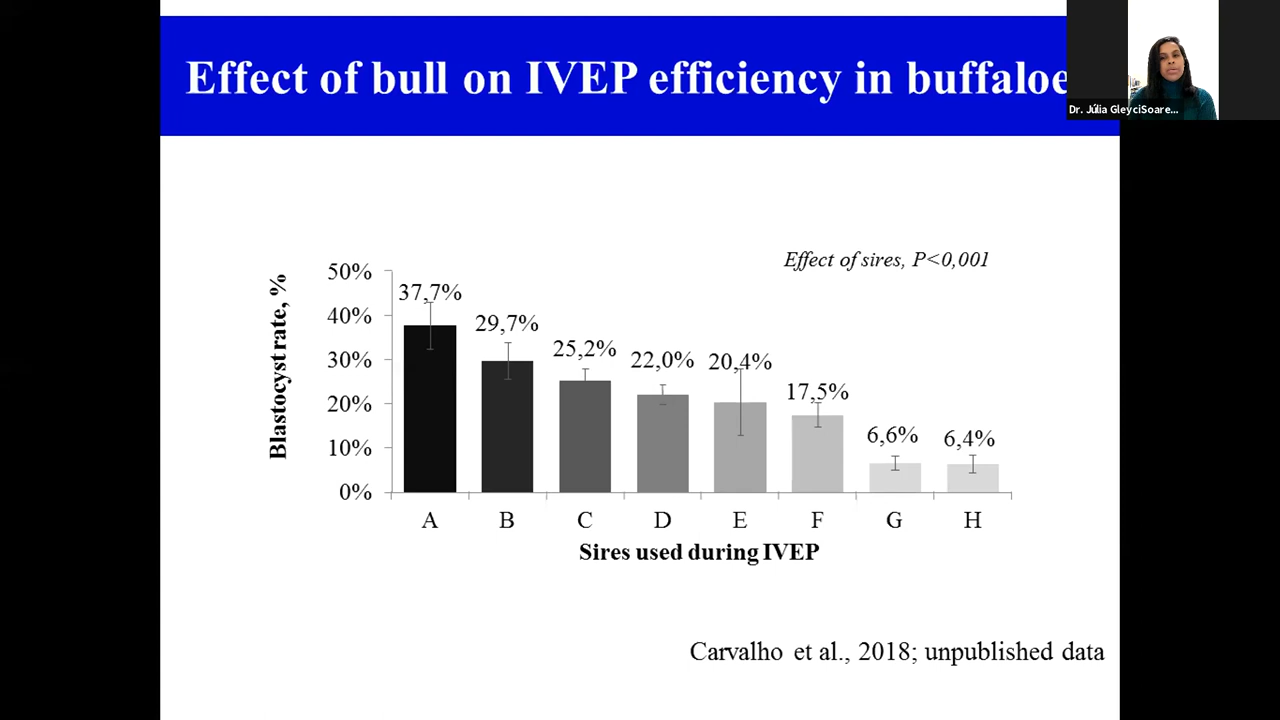 Effect of bull on IVEP efficiency in buffaloe
Dr. Júlia GleyciSoare...
Effect of sires, P<0,001
Blastocyst rate, %
50%
40%
30%
20%
10%
0%
37,7%
29,7%
25,2%
22,0%
20,4%
17,5%
6,6%
6,4%
A B C D E F G H
Sires used during IVEP
Carvalho et al., 2018; unpublished data